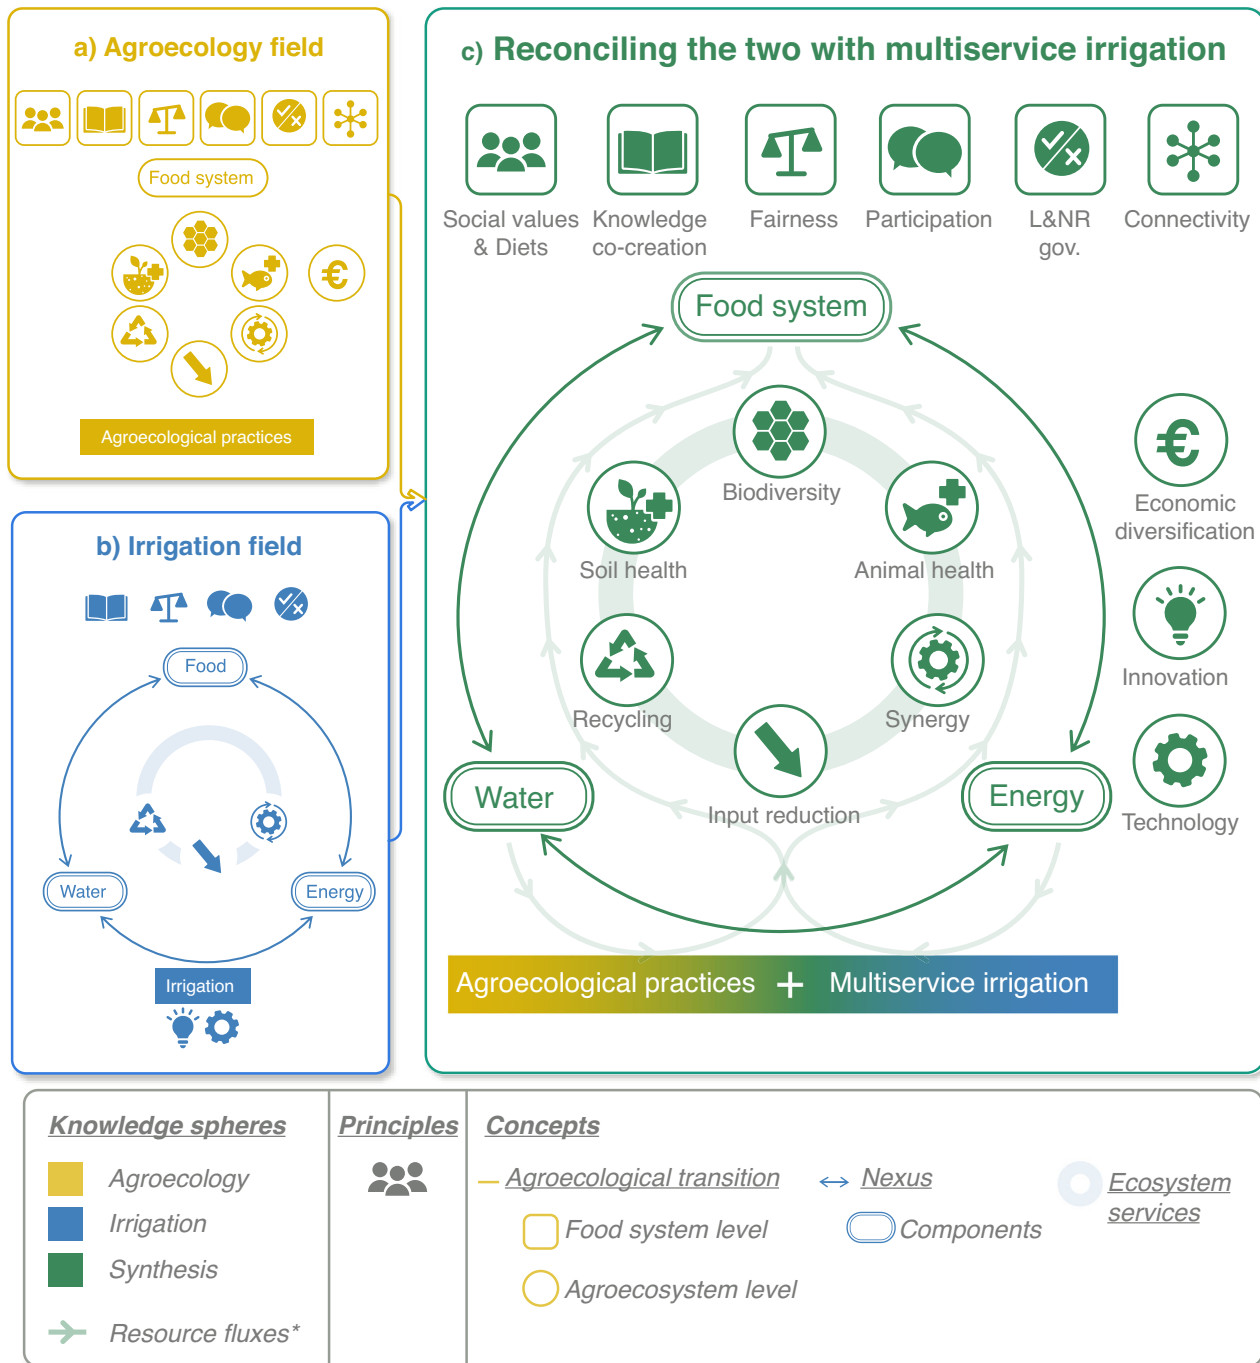 a) Agroecology field
Food system
Agroecological practices
b) Irrigation field
Food
Water
Energy
Irrigation
c) Reconciling the two with multiservice irrigation
Social values
& Diets
Knowledge
co-creation
Fairness
Participation
L&NR
gov.
Connectivity
Food system
Biodiversity
Soil health
Animal health
Recycling
Synergy
Input reduction
Water
Energy
Economic
diversification
Innovation
Technology
Agroecological practices + Multiservice irrigation
Knowledge spheres
Agroecology
Irrigation
Synthesis
Resource fluxes*
Principles
Concepts
Agroecological transition
Food system level
Agroecosystem level
Nexus
Components
Ecosystem
services